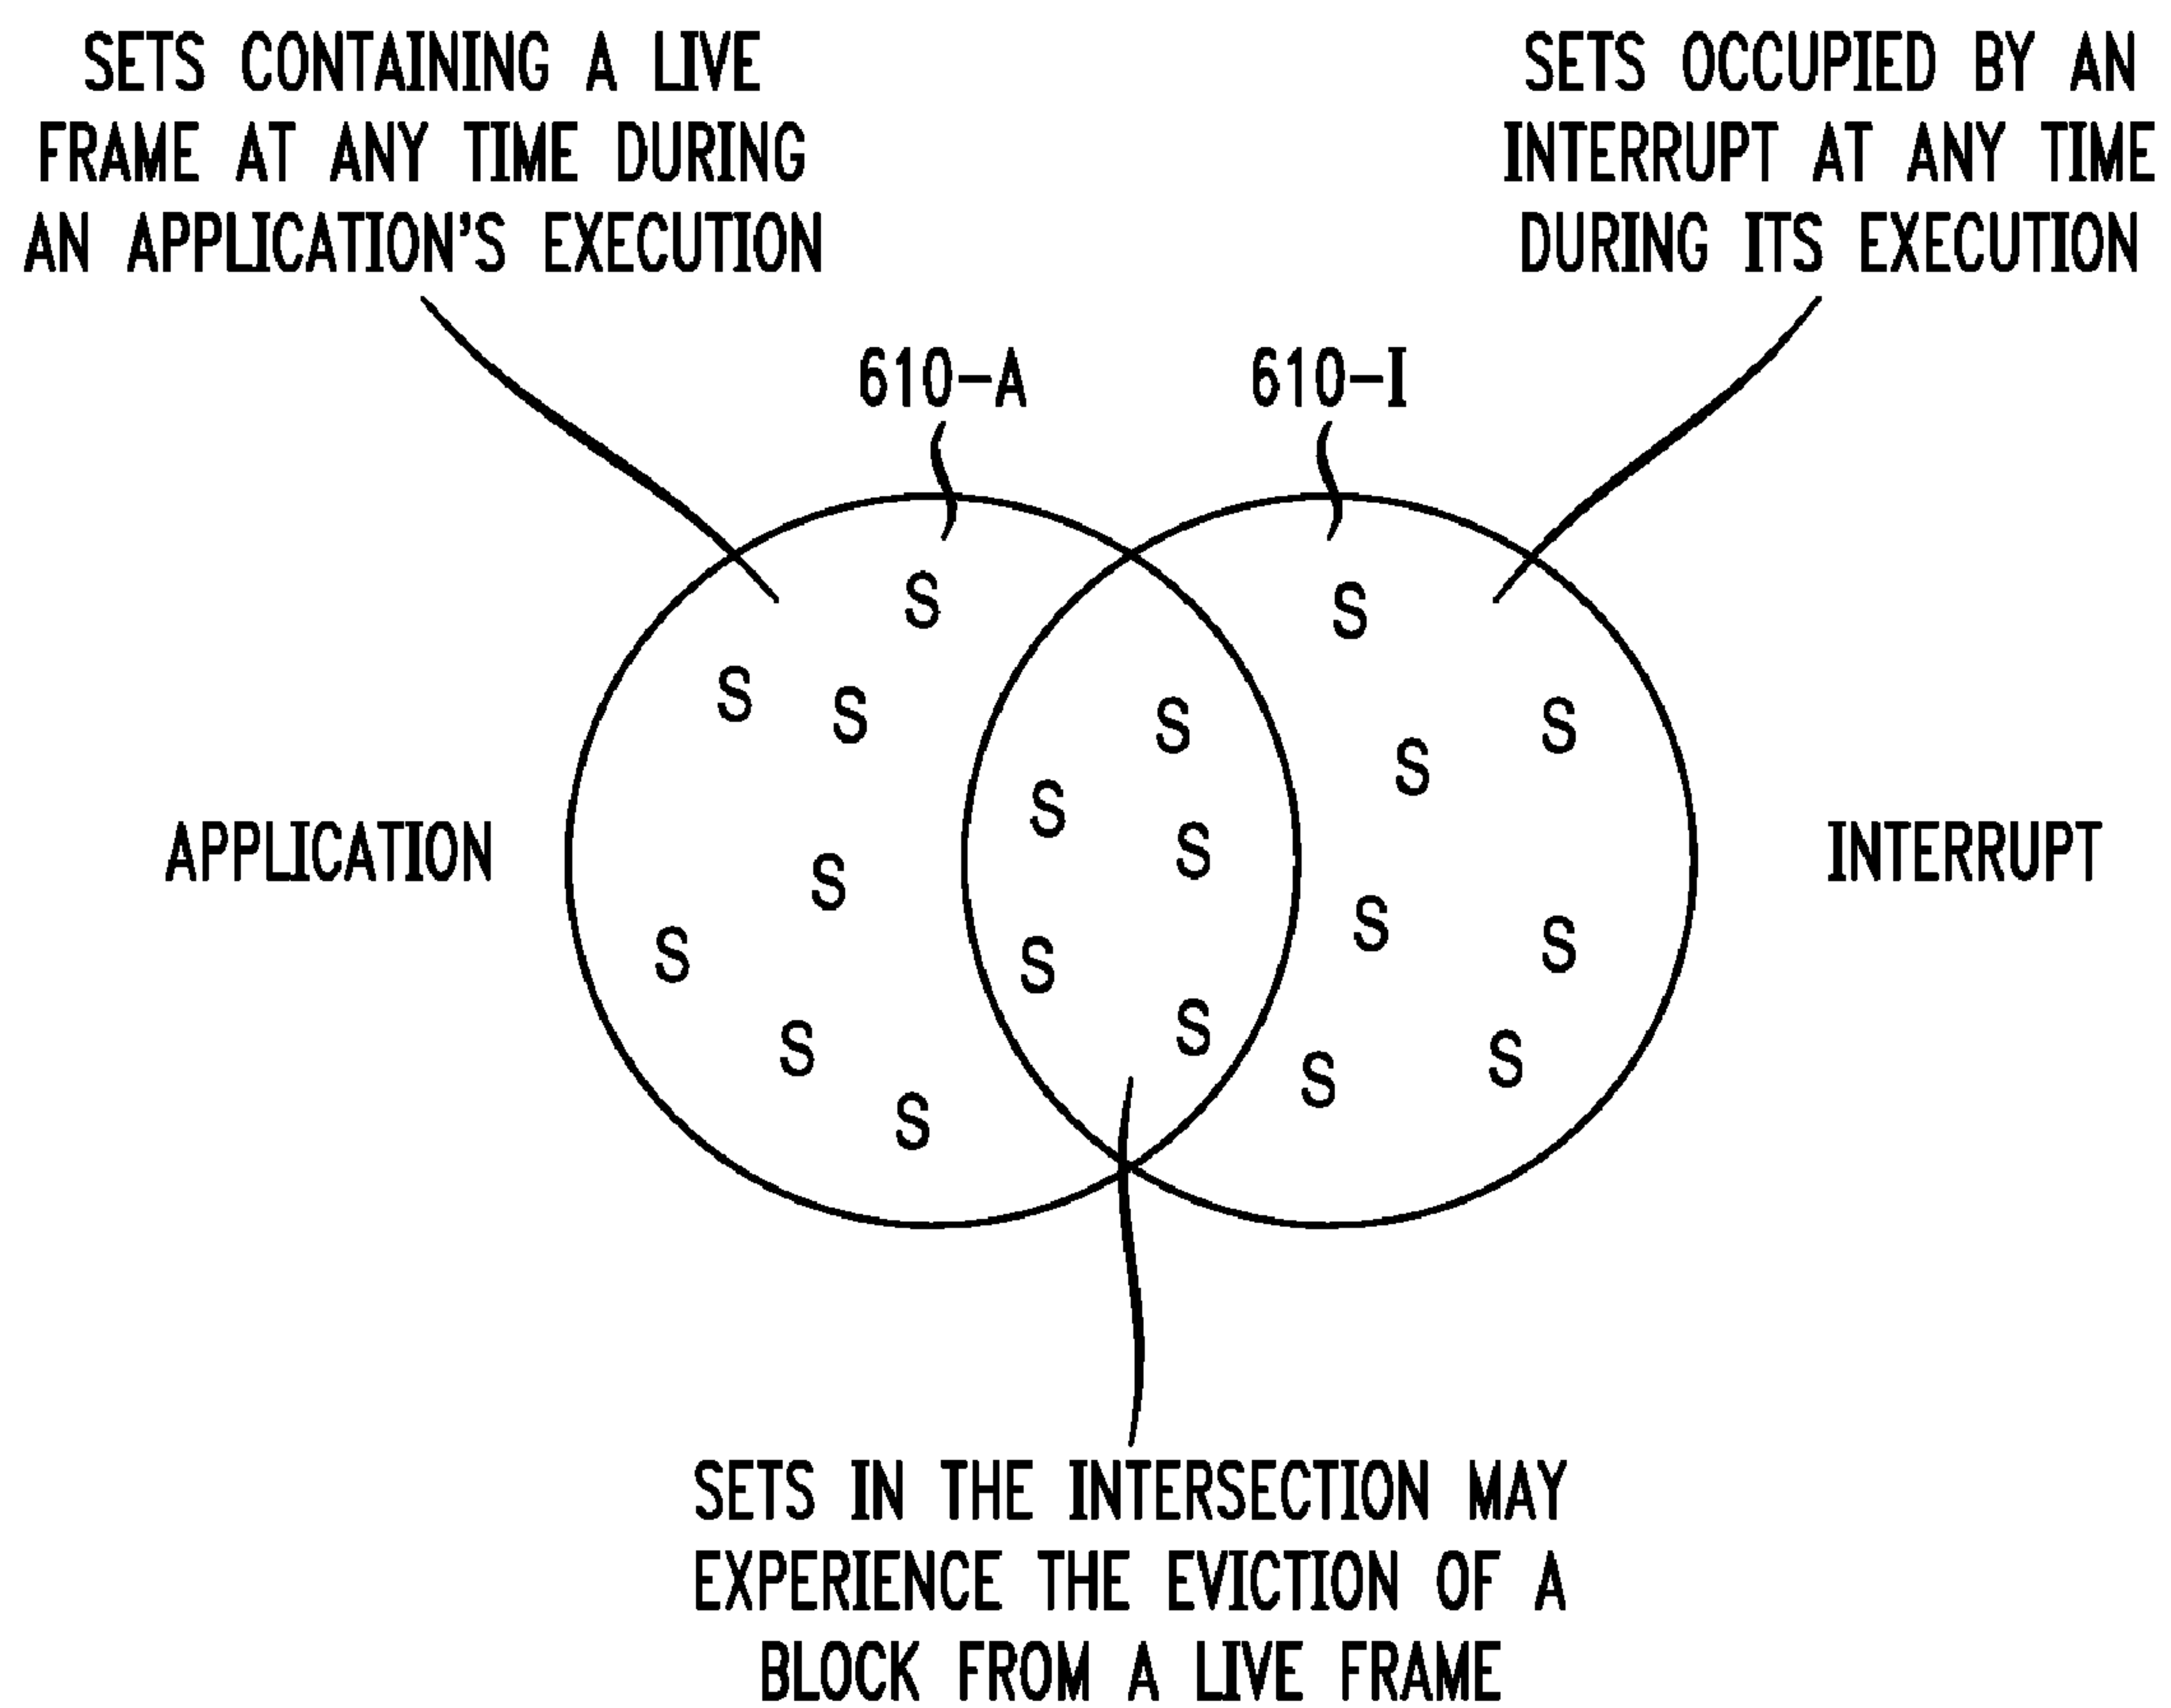 SETS CONTAINING A LIVE
FRAME AT ANY TIME DURING
AN APPLICATION'S EXECUTION
SETS OCCUPIED BY AN
INTERRUPT AT ANY TIME
DURING ITS EXECUTION
610-A
610-I
S
S
S
S
S
S
S
APPLICATION
S
S
S
S
S
S
S
S
S
S
S
S
INTERRUPT
SETS IN THE INTERSECTION MAY
EXPERIENCE THE EVICTION OF A
BLOCK FROM A LIVE FRAME